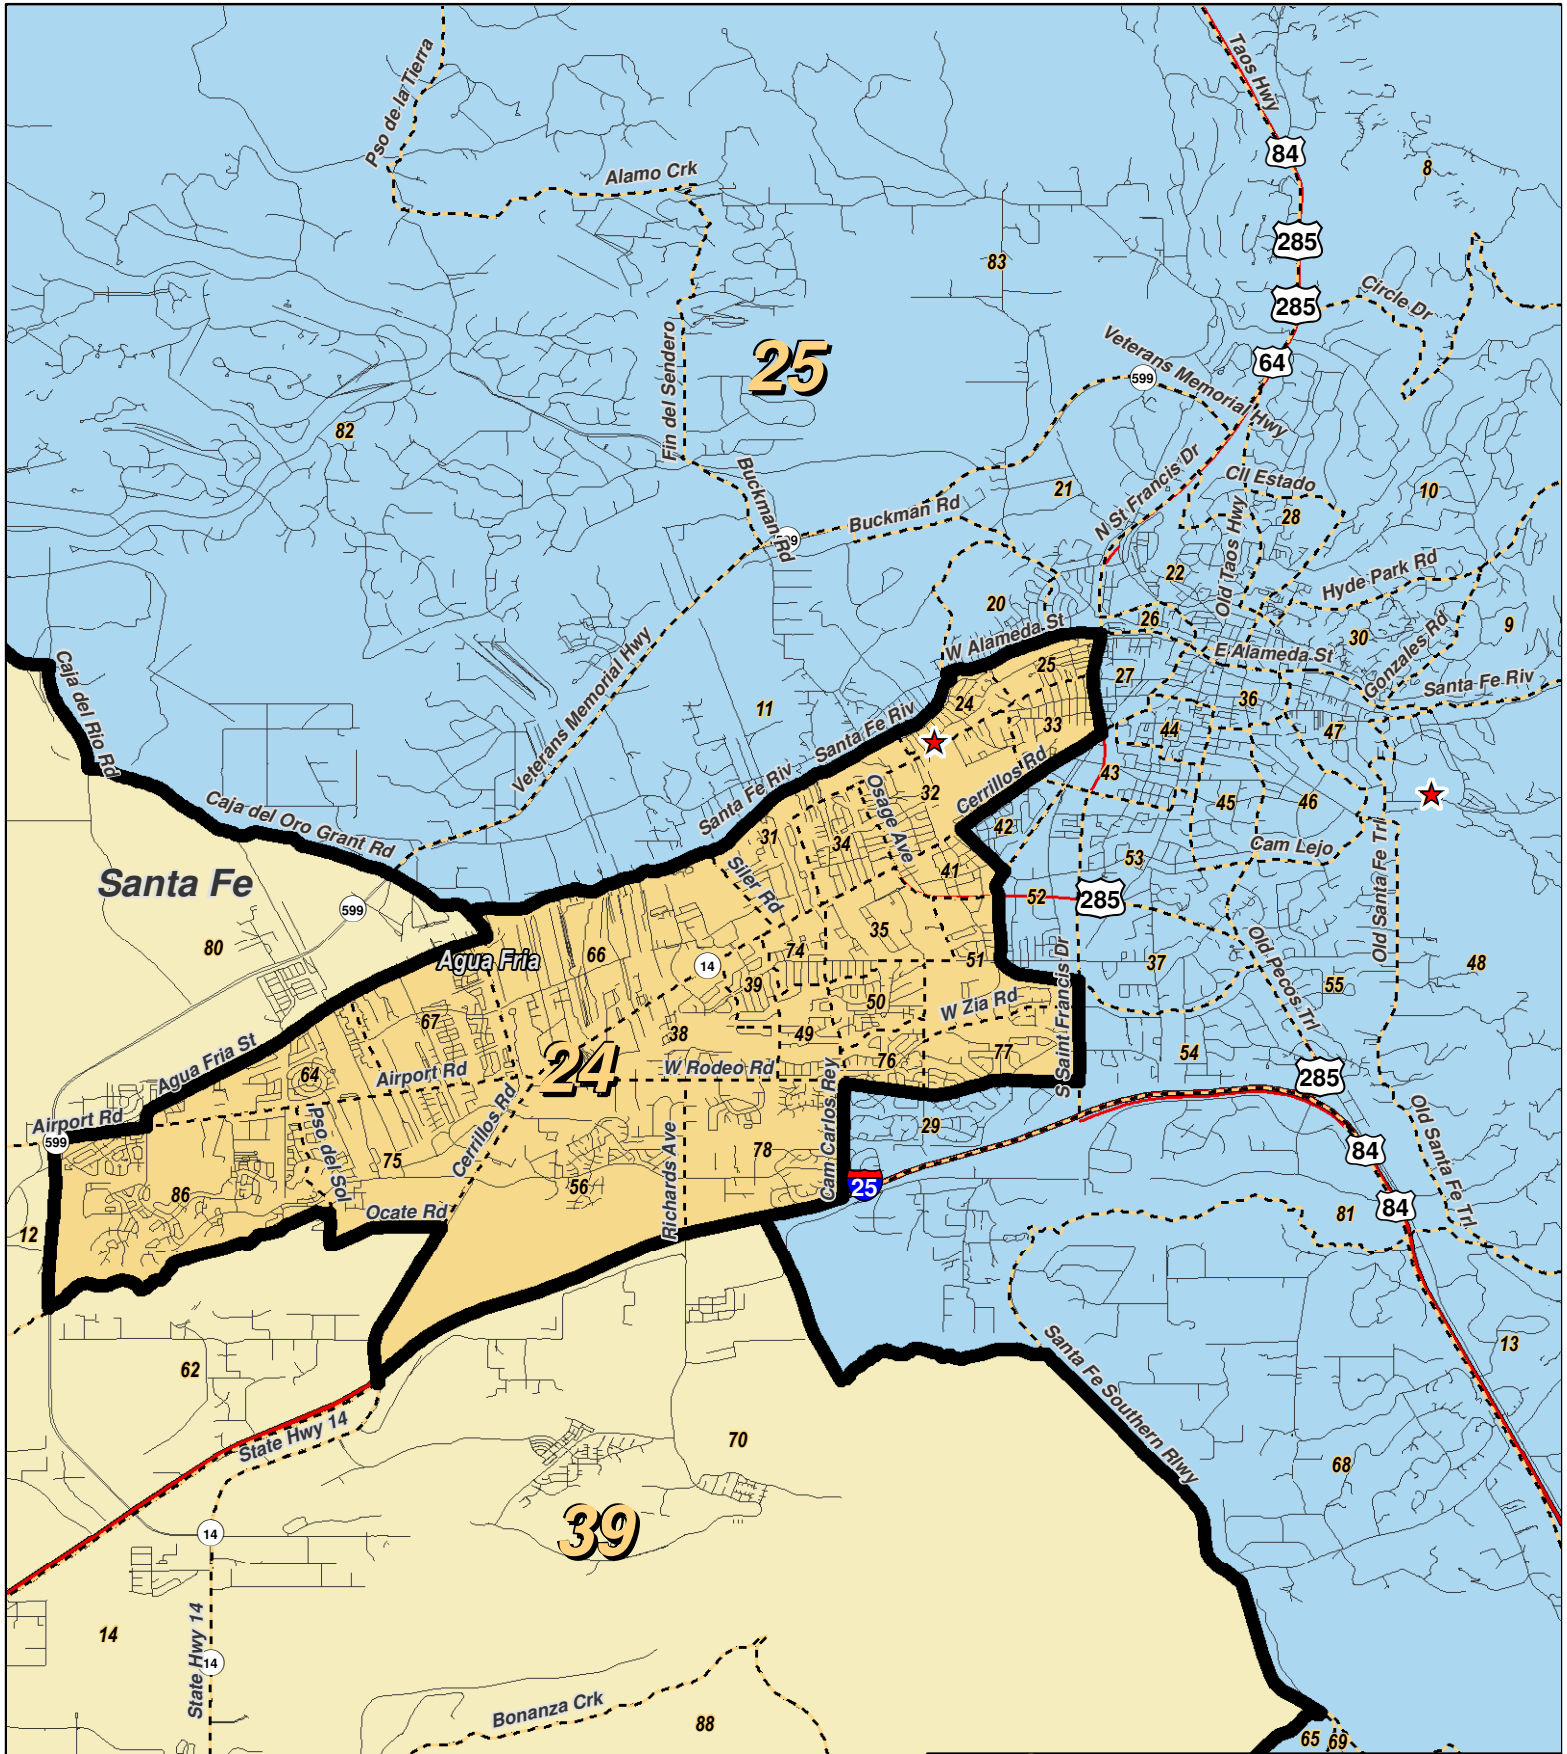 Taos Hwy
Pso de la Tierra
84
8
Alamo Crk
285
83
Circle Dr
285
Fin del Sendero
25
Veterans Memorial Hwy
64
599
82
Buckman Rd
N St Francis Dr
Cll Estado
21
10
Buckman Rd
28
Old Taos Hwy
22
Hyde Park Rd
20
26
W Alameda St
30
9
E Alameda St
Gonzales Rd
Caja del Rio Rd
Veterans Memorial Hwy
25
27
Santa Fe Riv
11
24
36
33
44
47
Santa Fe Riv
Santa Fe Riv
43
32
Cerrillos Rd
45
46
Osage Ave
Caja del Oro Grant Rd
42
31
34
Cam Lejo
53
Old Santa Fe Trl
Santa Fe
Siler Rd
41
52
285
599
80
35
Agua Fria
66
74
51
14
37
48
Old Pecos Trl
39
50
55
67
W Zia Rd
38
49
S Saint Francis Dr
Agua Fria St
64
24
76
77
54
Airport Rd
W Rodeo Rd
285
Airport Rd
599
Cerrillos Rd
Cam Carlos Rey
29
Old Santa Fe Trl
Pso del Sol
75
Richards Ave
78
84
86
56
25
84
Ocate Rd
81
12
13
62
Santa Fe Southern Rlwy
State Hwy 14
70
68
39
14
14
State Hwy 14
14
Bonanza Crk
88
65
69